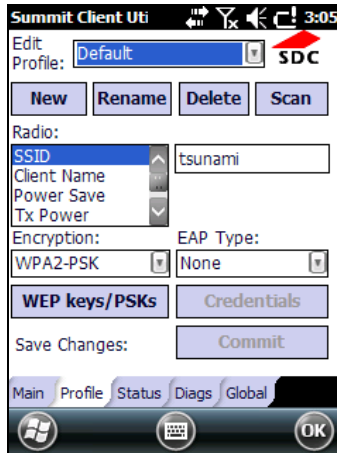 Summit Client Uti 3:05
Edit
Profile: Default
SDC
New Rename Delete Scan
Radio:
SSID tsunami
Client Name
Power Save
Tx Power
Encryption: EAP Type:
WPA2-PSK None
WEP keys/PSKs Credentials
Save Changes: Commit
Main Profile Status Diags Global
OK